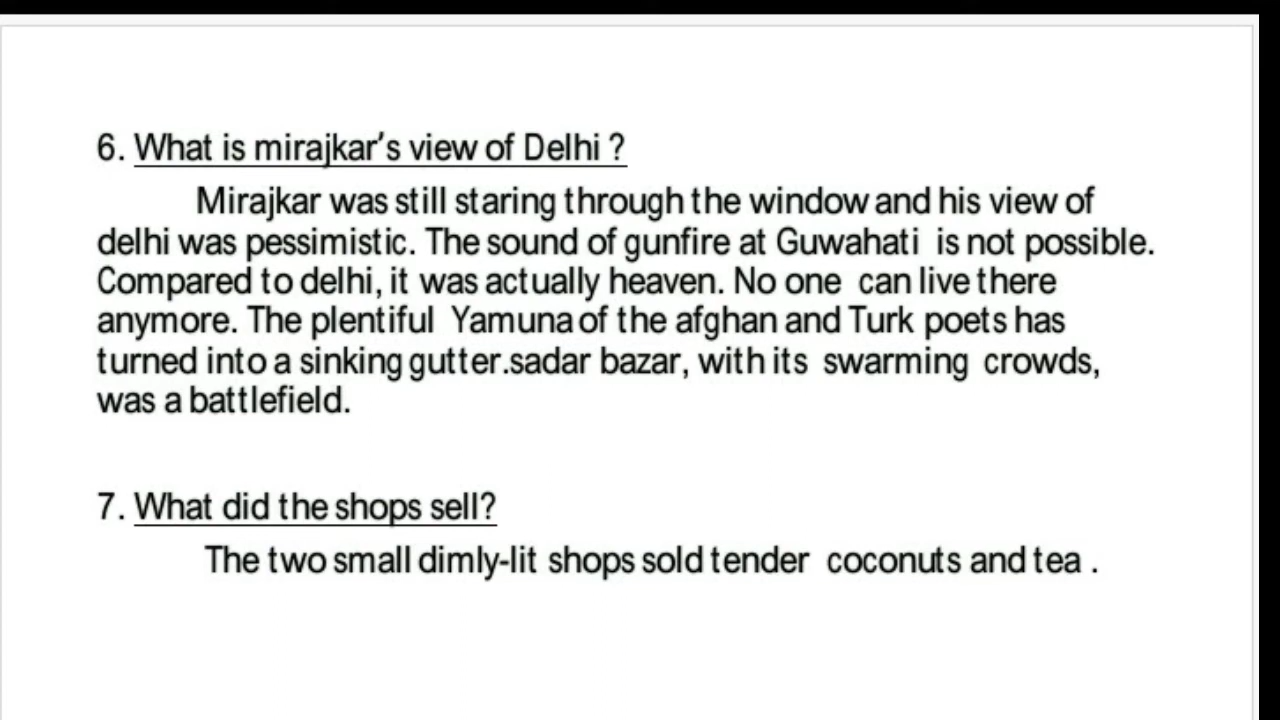 6. What is mirajkar's view of Delhi ?
Mirajkar was still staring through the window and his view of
delhi was pessimistic. The sound of gunfire at Guwahati is not possible.
Compared to delhi, it was actually heaven. No one can live there
anymore. The plentiful Yamuna of the afghan and Turk poets has
turned into a sinking gutter.sadar bazar, with its swarming crowds,
was a battlefield.
7. What did the shops sell?
The two small dimly-lit shops sold tender coconuts and tea .